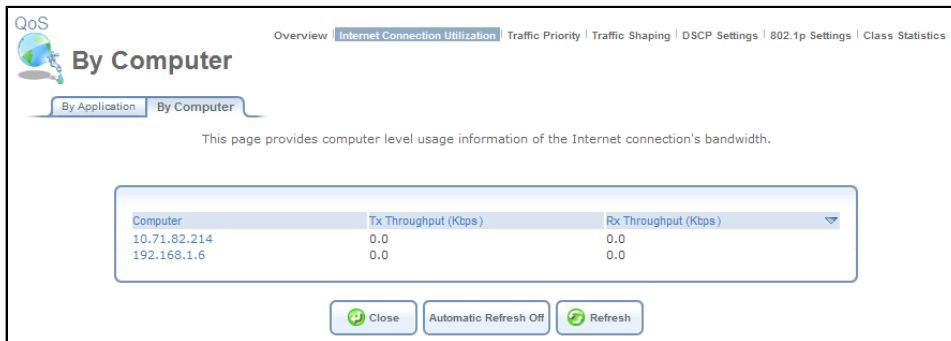 QoS
Overview | Internet Connection Utilization | Traffic Priority | Traffic Shaping | DSCP Settings | 802.1p Settings | Class Statistics
By Computer
By Application By Computer
This page provides computer level usage information of the Internet connection's bandwidth.
Computer Tx Throughput (Kbps) Rx Throughput (Kbps)
10.71.82.214 0.0 0.0
192.168.1.6 0.0 0.0
Close Automatic Refresh Off Refresh